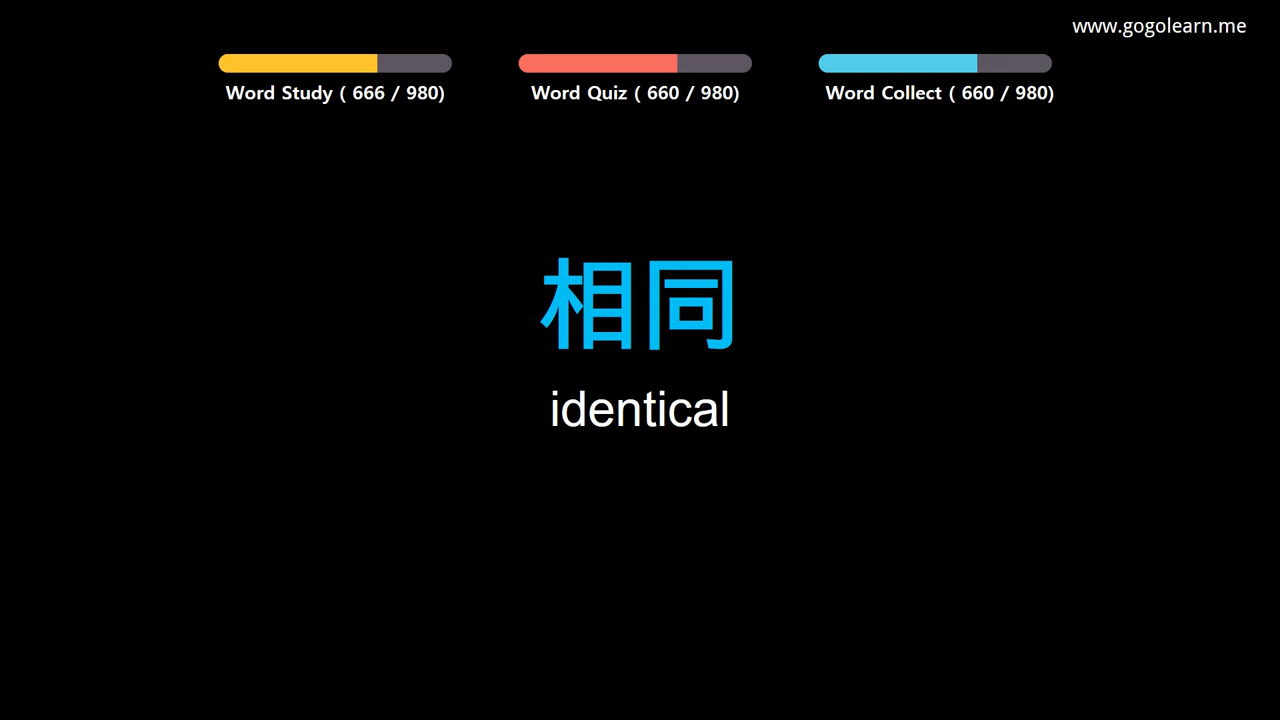 www.gogolearn.me
Word Study ( 666 / 980)
Word Quiz ( 660 / 980)
Word Collect ( 660 / 980)
相同
identical